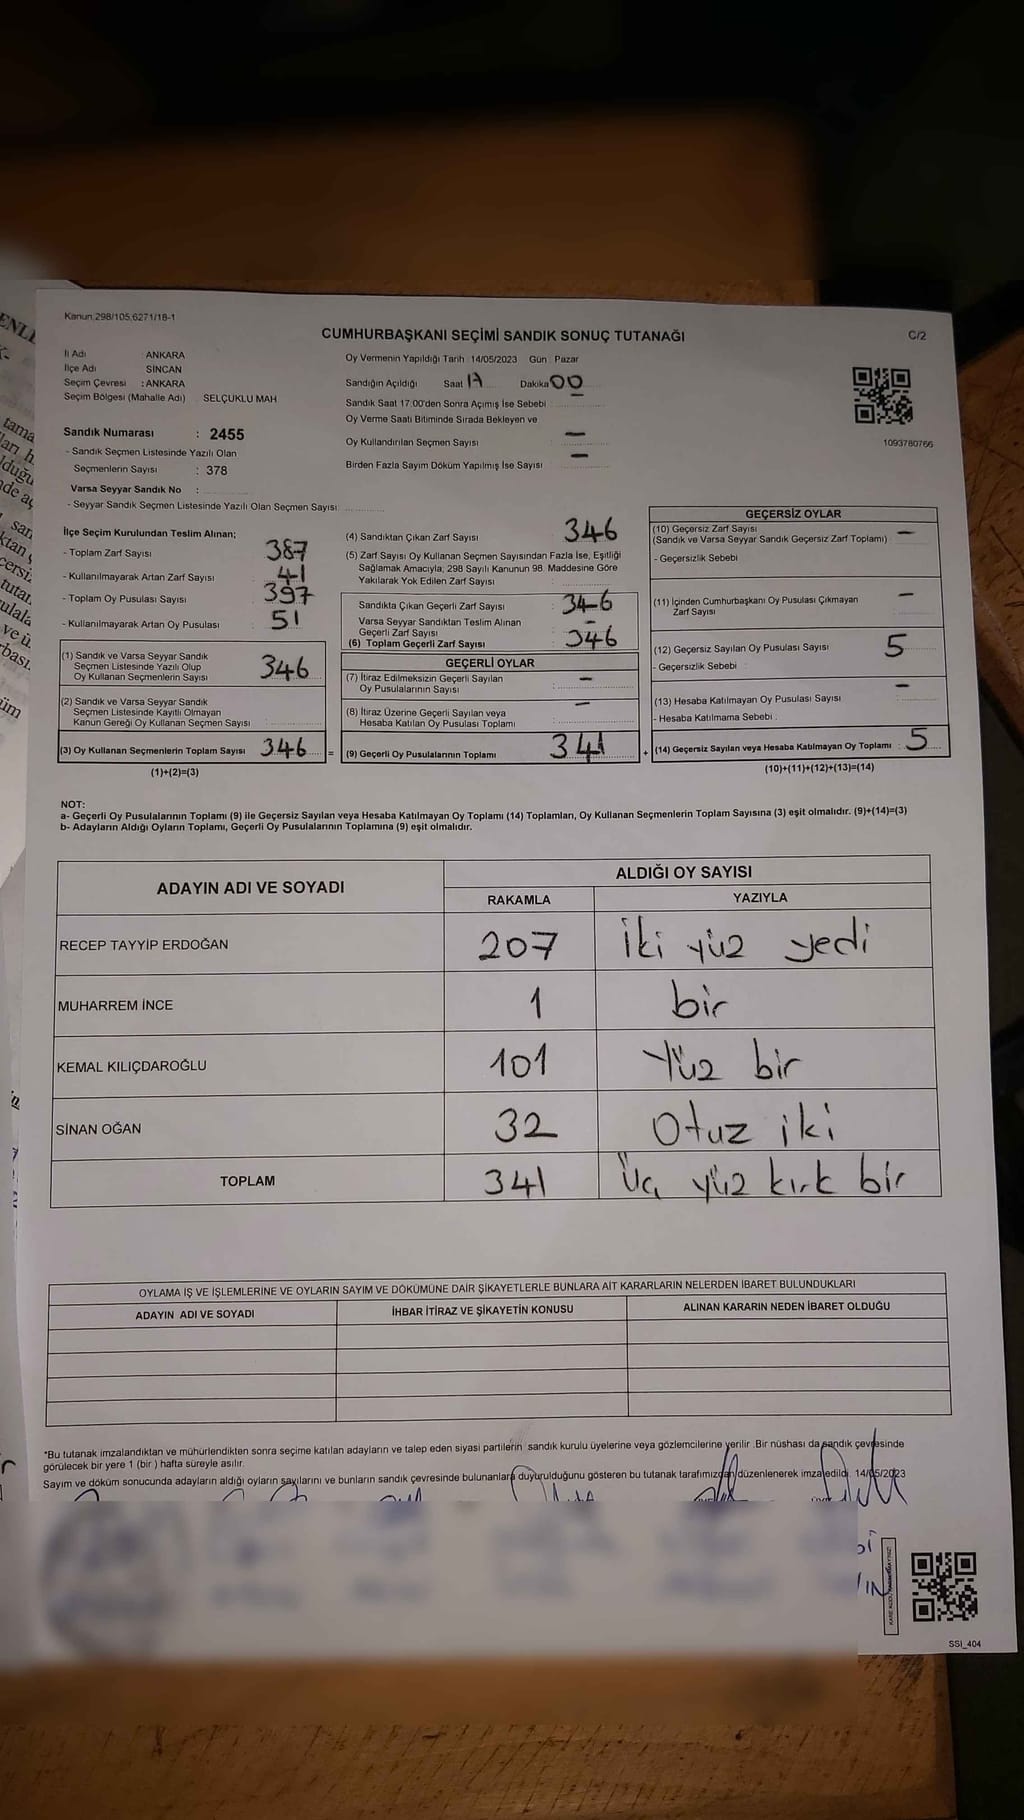 Kanun 298/105,6271/18-1
CUMHURBAŞKANI SEÇİMİ SANDIK SONUÇ TUTANAĞI
C/2
İl Adı : ANKARA
İlçe Adı SİNCAN
Seçim Çevresi : ANKARA
Seçim Bölgesi (Mahalle Adı) SELÇUKLU MAH
Sandık Numarası : 2455
- Sandık Seçmen Listesinde Yazılı Olan
Seçmenlerin Sayısı : 378
Varsa Seyyar Sandık No :
- Seyyar Sandık Seçmen Listesinde Yazılı Olan Seçmen Sayısı:
Oy Vermenin Yapıldığı Tarih 14/05/2023 Gün Pazar
Sandığın Açıldığı Saat 17 Dakika 00
Sandık Saat 17:00'den Sonra Açımış İse Sebebi
Oy Verme Saati Bitiminde Sırada Bekleyen ve
Oy Kullandırılan Seçmen Sayısı —
Birden Fazla Sayım Döküm Yapılmış İse Sayısı —
1093780766
İlçe Seçim Kurulundan Teslim Alınan;
- Toplam Zarf Sayısı 387
- Kullanılmayarak Artan Zarf Sayısı 41
- Toplam Oy Pusulası Sayısı 397
- Kullanılmayarak Artan Oy Pusulası 51
(1) Sandık ve Varsa Seyyar Sandık
Seçmen Listesinde Yazılı Olup
Oy Kullanan Seçmenlerin Sayısı 346
(2) Sandık ve Varsa Seyyar Sandık
Seçmen Listesinde Kayıtlı Olmayan
Kanun Gereği Oy Kullanan Seçmen Sayısı
(3) Oy Kullanan Seçmenlerin Toplam Sayısı 346 =
(1)+(2)=(3)
(4) Sandıktan Çıkan Zarf Sayısı 346
(5) Zarf Sayısı Oy Kullanan Seçmen Sayısından Fazla İse, Eşitliği
Sağlamak Amacıyla; 298 Sayılı Kanunun 98. Maddesine Göre
Yakılarak Yok Edilen Zarf Sayısı
Sandıkta Çıkan Geçerli Zarf Sayısı : 346
Varsa Seyyar Sandıktan Teslim Alınan
Geçerli Zarf Sayısı —
(6) Toplam Geçerli Zarf Sayısı : 346
GEÇERLİ OYLAR
(7) İtiraz Edilmeksizin Geçerli Sayılan
Oy Pusulalarının Sayısı —
(8) İtiraz Üzerine Geçerli Sayılan veya
Hesaba Katılan Oy Pusulası Toplamı —
(9) Geçerli Oy Pusulalarının Toplamı 341 +
GEÇERSİZ OYLAR
(10) Geçersiz Zarf Sayısı
(Sandık ve Varsa Seyyar Sandık Geçersiz Zarf Toplamı) —
- Geçersizlik Sebebi
(11) İçinden Cumhurbaşkanı Oy Pusulası Çıkmayan
Zarf Sayısı —
(12) Geçersiz Sayılan Oy Pusulası Sayısı 5
- Geçersizlik Sebebi
(13) Hesaba Katılmayan Oy Pusulası Sayısı —
- Hesaba Katılmama Sebebi :
(14) Geçersiz Sayılan veya Hesaba Katılmayan Oy Toplamı : 5
(10)+(11)+(12)+(13)=(14)
NOT:
a- Geçerli Oy Pusulalarının Toplamı (9) ile Geçersiz Sayılan veya Hesaba Katılmayan Oy Toplamı (14) Toplamları, Oy Kullanan Seçmenlerin Toplam Sayısına (3) eşit olmalıdır. (9)+(14)=(3)
b- Adayların Aldığı Oyların Toplamı, Geçerli Oy Pusulalarının Toplamına (9) eşit olmalıdır.
ADAYIN ADI VE SOYADI
ALDIĞI OY SAYISI
RAKAMLA YAZIYLA
RECEP TAYYİP ERDOĞAN 207 iki yüz yedi
MUHARREM İNCE 1 bir
KEMAL KILIÇDAROĞLU 101 Yüz bir
SİNAN OĞAN 32 Otuz iki
TOPLAM 341 Üç yüz kırk bir
OYLAMA İŞ VE İŞLEMLERİNE VE OYLARIN SAYIM VE DÖKÜMÜNE DAİR ŞİKAYETLERLE BUNLARA AİT KARARLARIN NELERDEN İBARET BULUNDUKLARI
ADAYIN ADI VE SOYADI İHBAR İTİRAZ VE ŞİKAYETİN KONUSU ALINAN KARARIN NEDEN İBARET OLDUĞU
*Bu tutanak imzalandıktan ve mühürlendikten sonra seçime katılan adayların ve talep eden siyasi partilerin sandık kurulu üyelerine veya gözlemcilerine verilir .Bir nüshası da sandık çevresinde
görülecek bir yere 1 (bir ) hafta süreyle asılır.
Sayım ve döküm sonucunda adayların aldığı oyların sayılarını ve bunların sandık çevresinde bulunanlara duyurulduğunu gösteren bu tutanak tarafımızdan düzenlenerek imza edildi. 14/05/2023
SSİ_404